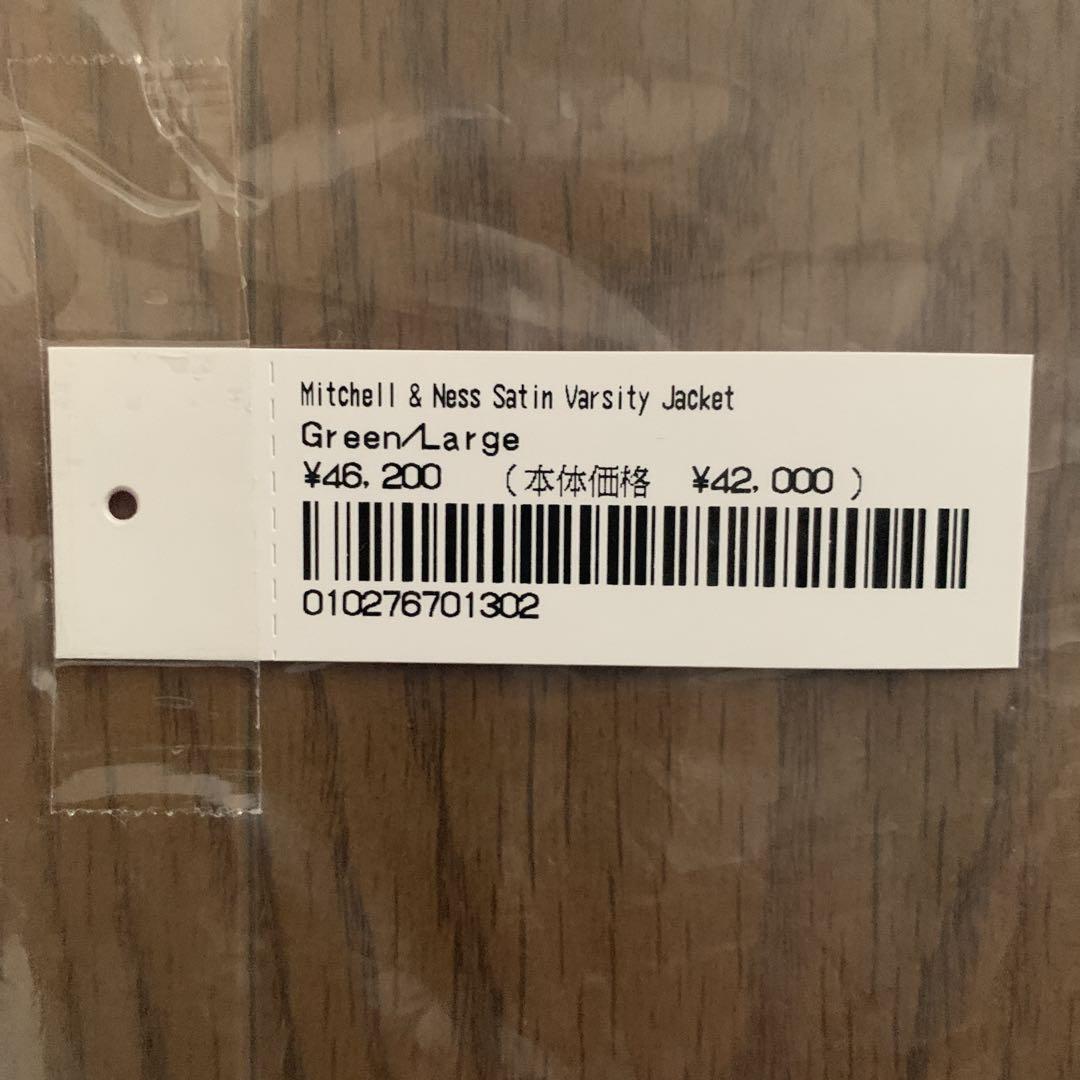 Mitchell & Ness Satin Varsity Jacket
Green/Large
¥46,200 (本体価格 ¥42,000)
010276701302